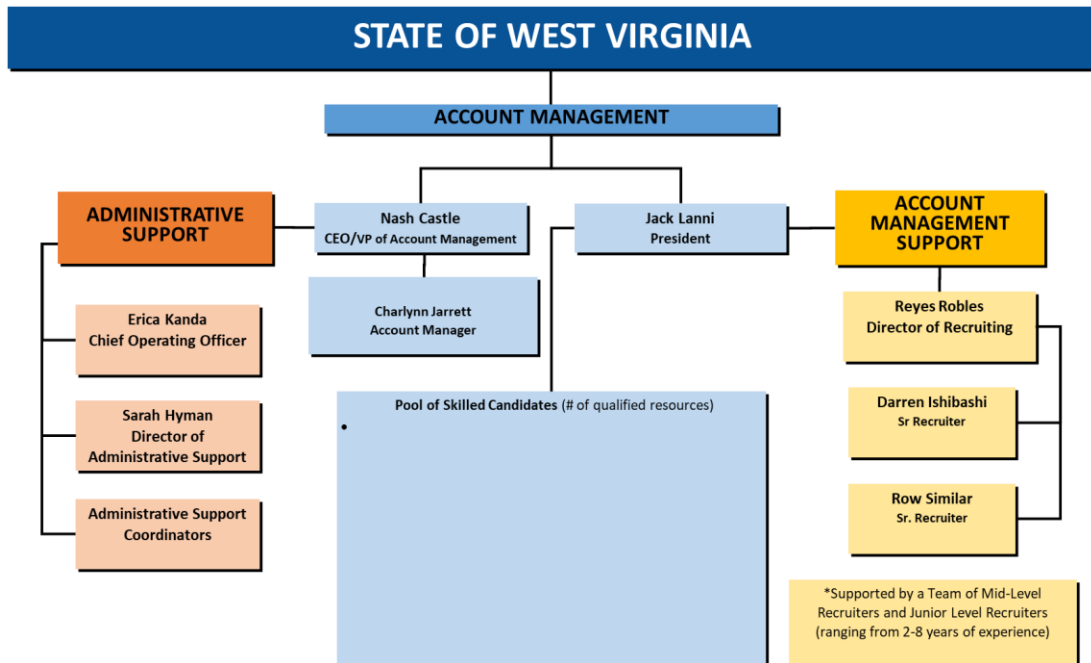 STATE OF WEST VIRGINIA
ACCOUNT MANAGEMENT
ADMINISTRATIVE
SUPPORT
Nash Castle
CEO/VP of Account Management
Jack Lanni
President
ACCOUNT
MANAGEMENT
SUPPORT
Charlynn Jarrett
Account Manager
Erica Kanda
Chief Operating Officer
Sarah Hyman
Director of
Administrative Support
Administrative Support
Coordinators
Pool of Skilled Candidates (# of qualified resources)
•
Reyes Robles
Director of Recruiting
Darren Ishibashi
Sr Recruiter
Row Similar
Sr. Recruiter
*Supported by a Team of Mid-Level
Recruiters and Junior Level Recruiters
(ranging from 2-8 years of experience)